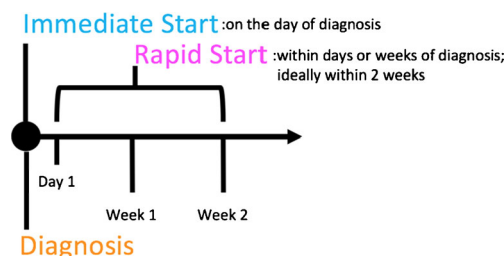 Immediate Start :on the day of diagnosis
Rapid Start :within days or weeks of diagnosis;
ideally within 2 weeks
Day 1
Week 1
Week 2
Diagnosis